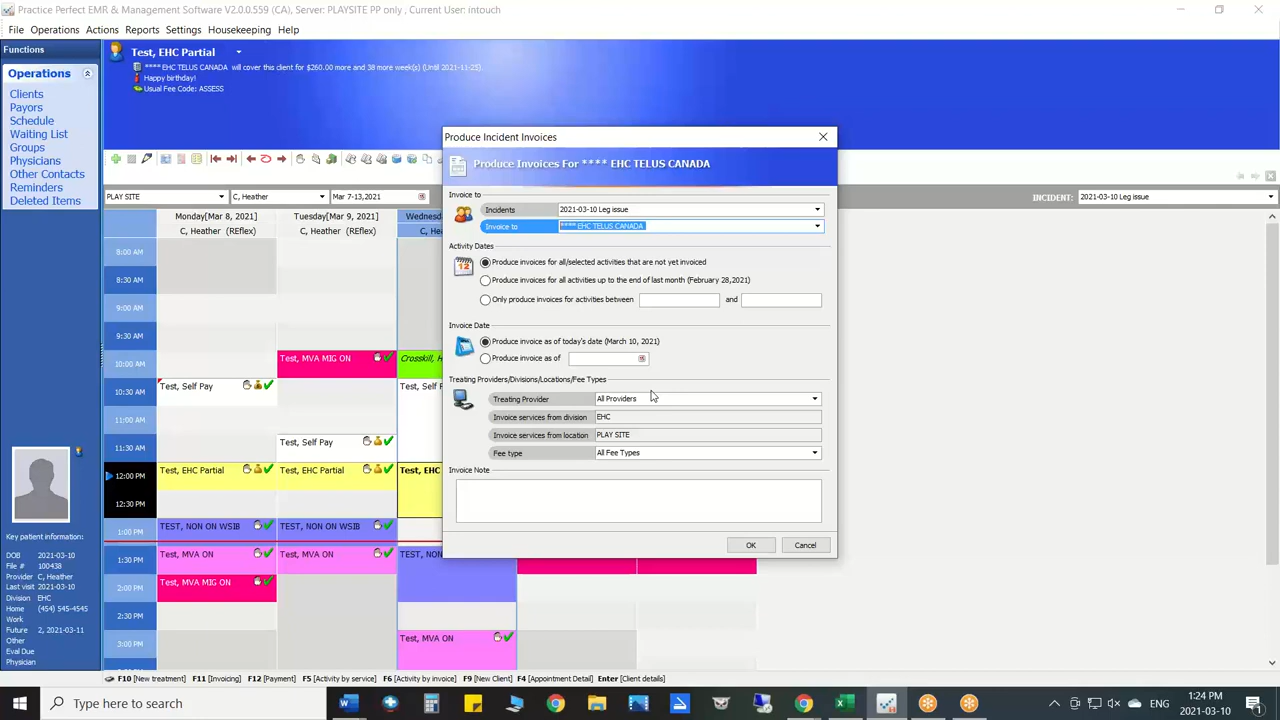 Practice Perfect EMR & Management Software V2.0.0.559 (CA), Server: PLAYSITE PP only , Current User: intouch
File Operations Actions Reports Settings Housekeeping Help
Functions
Operations
Clients
Payors
Schedule
Waiting List
Groups
Physicians
Other Contacts
Reminders
Deleted Items
Test, EHC Partial
**** EHC TELUS CANADA will cover this client for $260.00 more and 38 more week(s) (Until 2021-11-25).
Happy birthday!
Usual Fee Code: ASSESS
PLAY SITE C, Heather Mar 7-13,2021
INCIDENT: 2021-03-10 Leg issue
Monday[Mar 8, 2021] Tuesday[Mar 9, 2021] Wednesd
C, Heather (REflex) C, Heather (REflex) C, He
8:00 AM
8:30 AM
9:00 AM
9:30 AM
10:00 AM Test, MVA MIG ON Crosskill, H
10:30 AM Test, Self Pay Test, Self P
11:00 AM
11:30 AM Test, Self Pay
12:00 PM Test, EHC Partial Test, EHC Partial Test, EHC
12:30 PM
1:00 PM TEST, NON ON WSIB TEST, NON ON WSIB
1:30 PM Test, MVA ON Test, MVA ON TEST, NON
2:00 PM Test, MVA MIG ON
2:30 PM
3:00 PM Test, MVA ON
Key patient information:
DOB 2021-03-10
File # 100438
Provider C, Heather
Last visit 2021-03-10
Division EHC
Home (454) 545-4545
Work
Future 2, 2021-03-11
Other
Eval Due
Physician
Produce Incident Invoices
Produce Invoices For **** EHC TELUS CANADA
Invoice to
Incidents 2021-03-10 Leg issue
Invoice to **** EHC TELUS CANADA
Activity Dates
12
Produce invoices for all/selected activities that are not yet invoiced
Produce invoices for all activities up to the end of last month (February 28,2021)
Only produce invoices for activities between and
Invoice Date
Produce invoice as of today's date (March 10, 2021)
Produce invoice as of
Treating Providers/Divisions/Locations/Fee Types
Treating Provider All Providers
Invoice services from division EHC
Invoice services from location PLAY SITE
Fee type All Fee Types
Invoice Note
OK Cancel
F10 [New treatment] F11 [Invoicing] F12 [Payment] F5 [Activity by service] F6 [Activity by invoice] F9 [New Client] F4 [Appointment Detail] Enter [Client details]
Type here to search
ENG
1:24 PM
2021-03-10